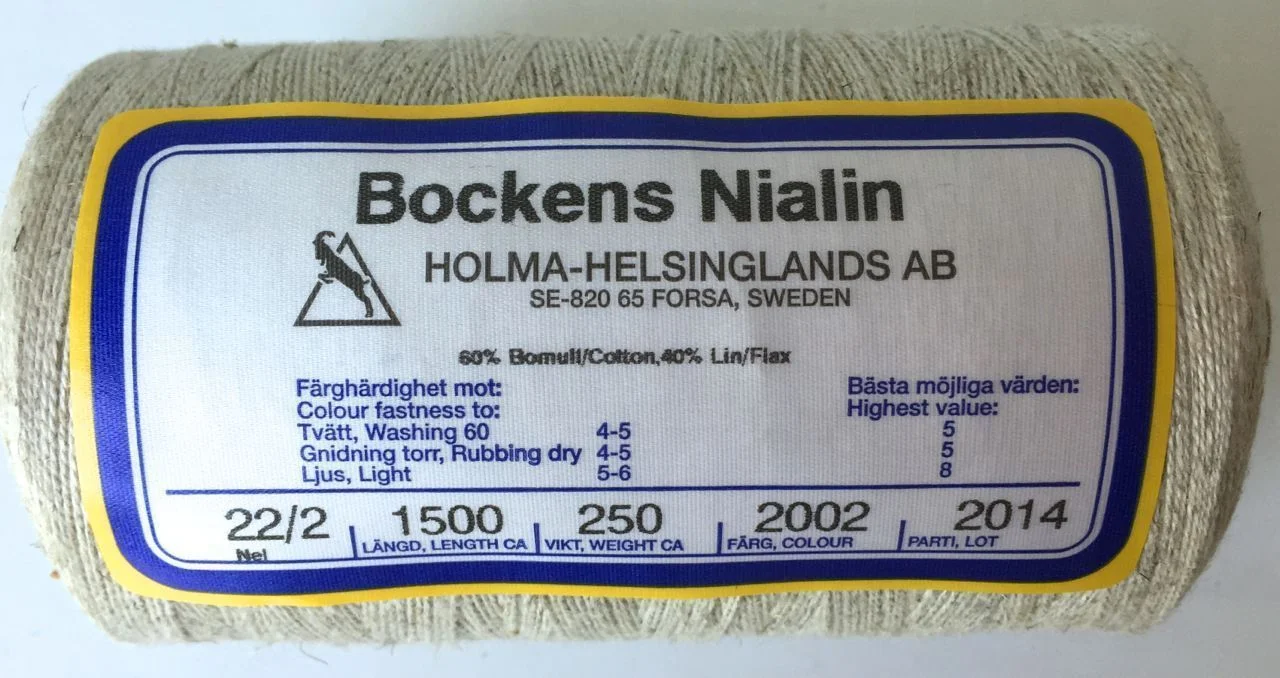 Bockens Nialin
HOLMA-HELSINGLANDS AB
SE-820 65 FORSA, SWEDEN
60% Bomull/Cotton,40% Lin/Flax
Färghärdighet mot: Bästa möjliga värden:
Colour fastness to: Highest value:
Tvätt, Washing 60 4-5 5
Gnidning torr, Rubbing dry 4-5 5
Ljus, Light 5-6 8
22/2 1500 250 2002 2014
Nel LÄNGD, LENGTH CA VIKT, WEIGHT CA FÄRG, COLOUR PARTI, LOT